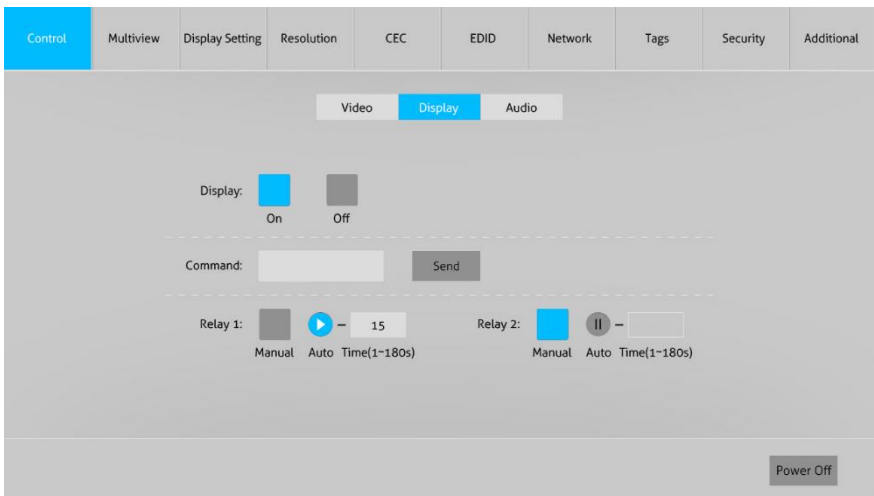 Control Multiview Display Setting Resolution CEC EDID Network Tags Security Additional
Video Display Audio
Display:
On Off
Command: Send
Relay 1: 15 Relay 2:
Manual Auto Time(1~180s) Manual Auto Time(1~180s)
Power Off